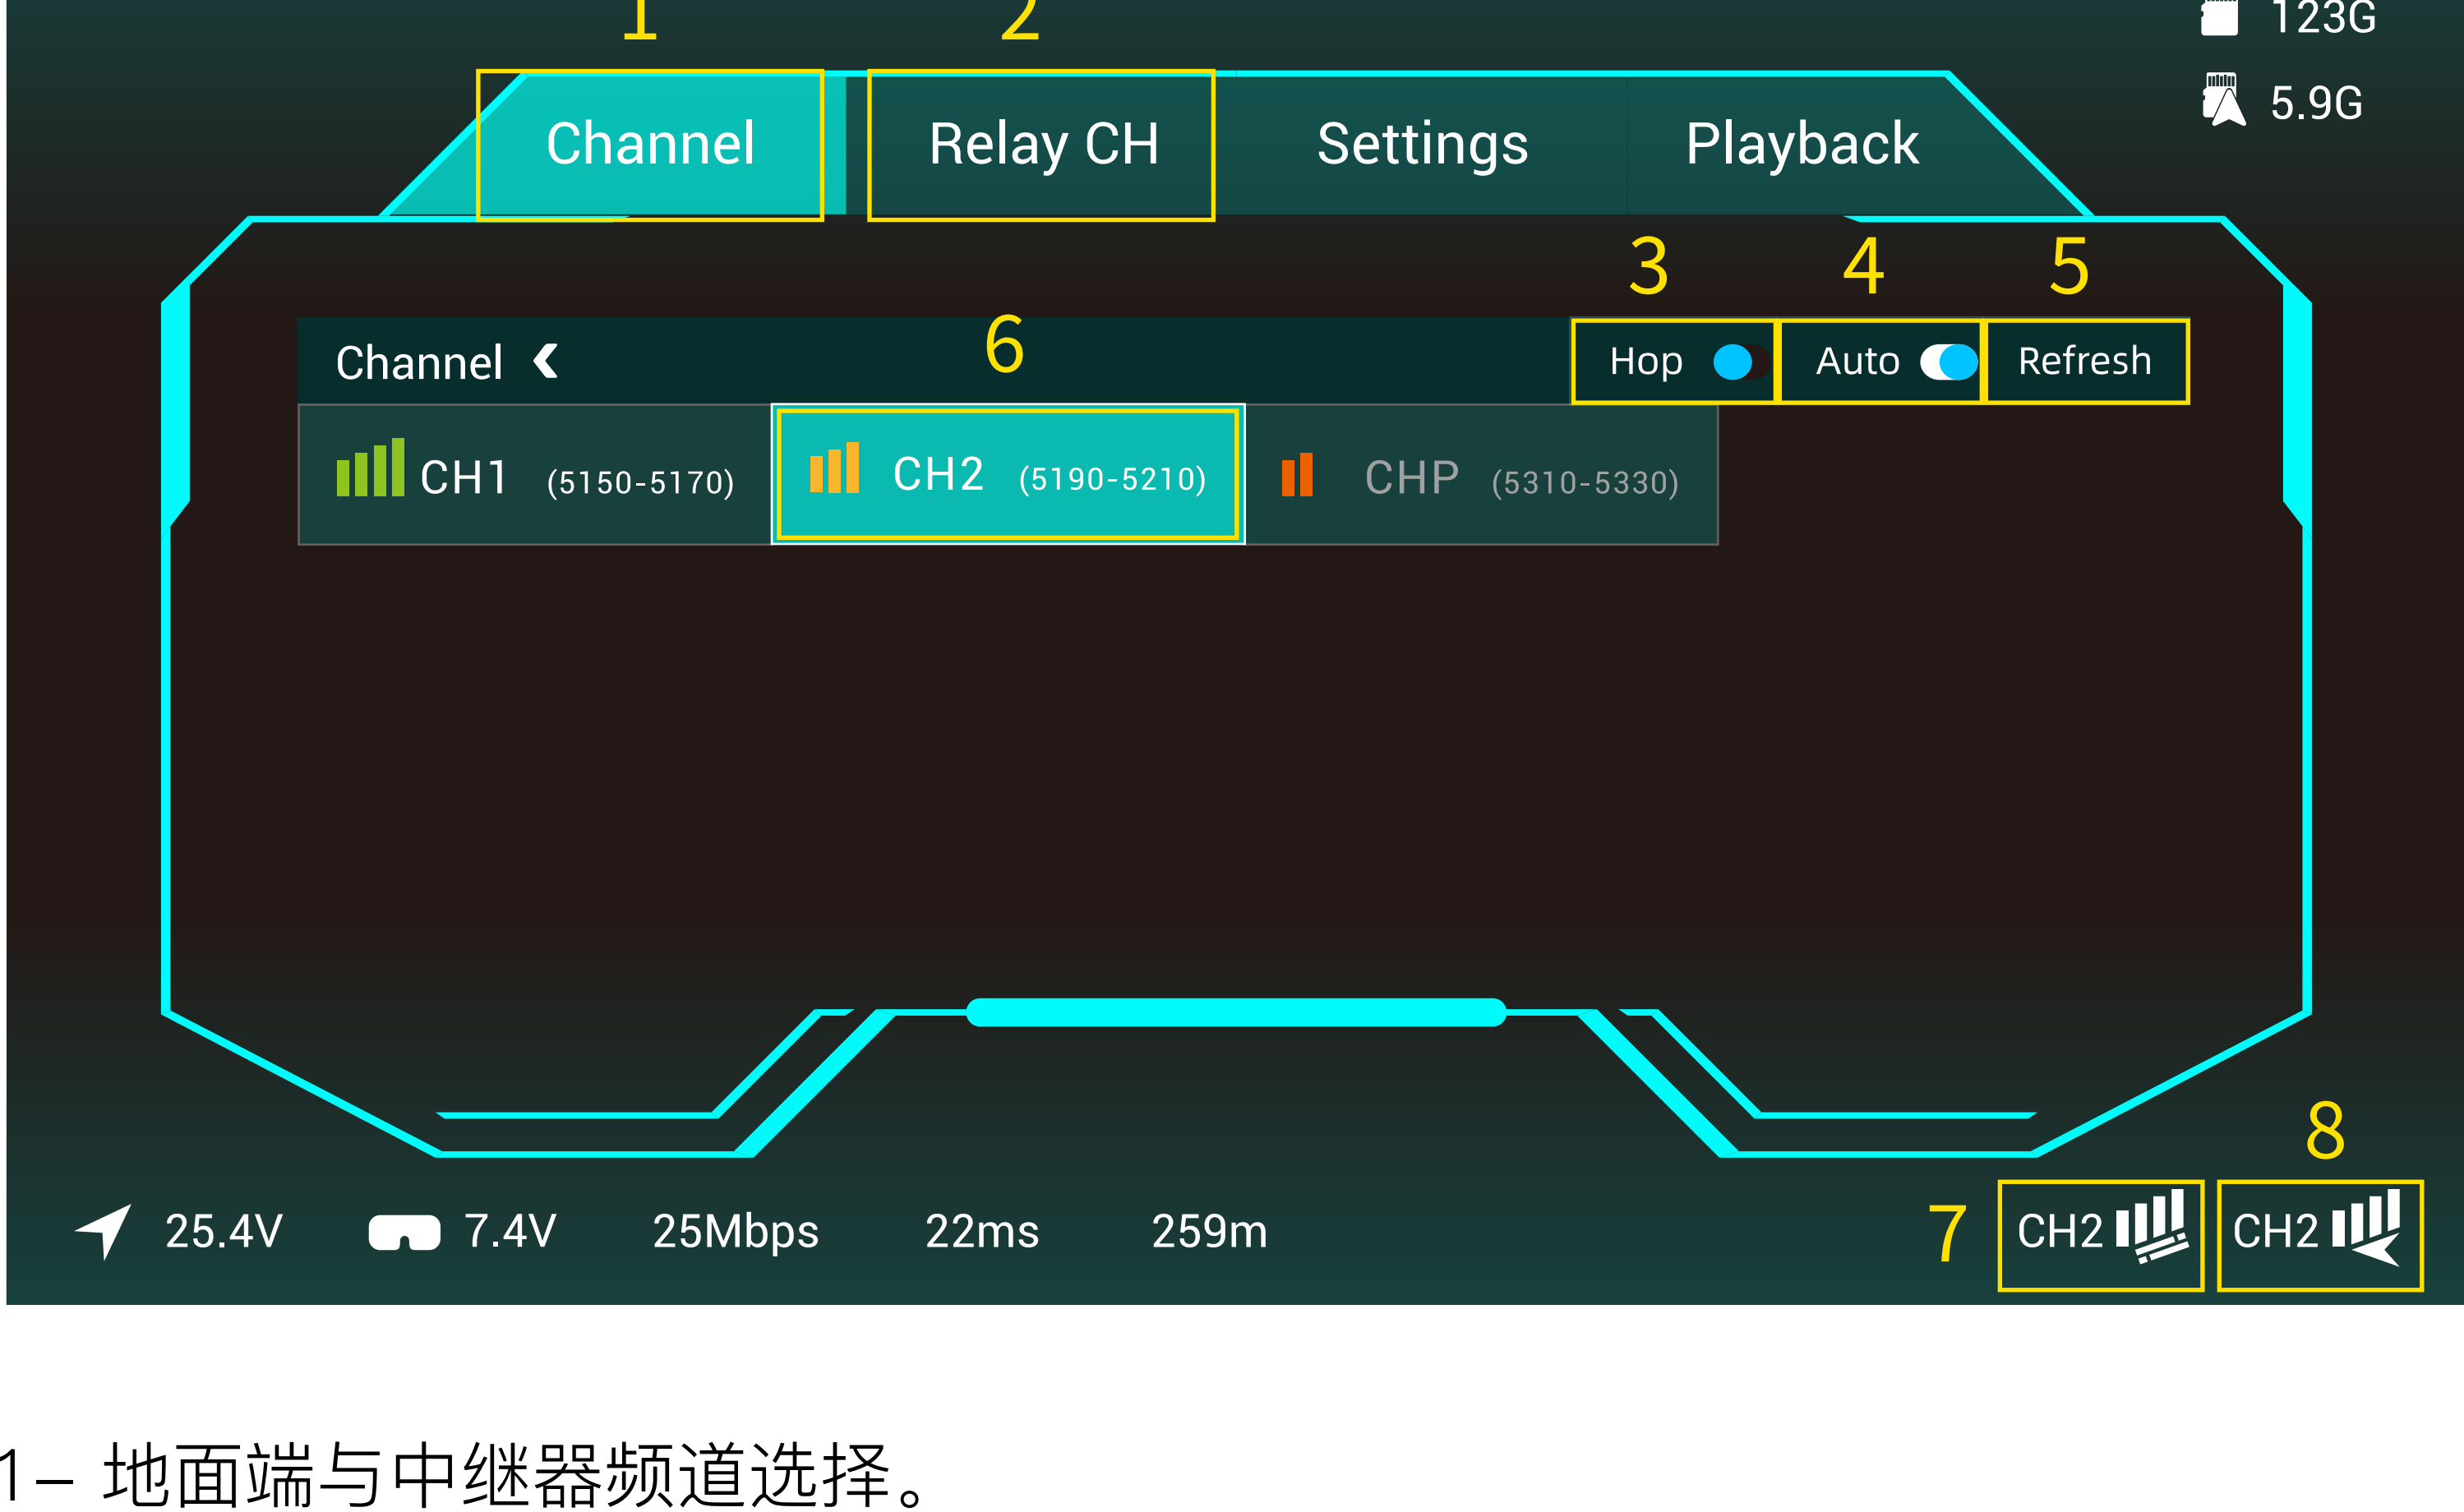 1 2 123G
5.9G
Channel Relay CH Settings Playback
3 4 5
6
Channel Hop Auto Refresh
CH1 (5150-5170) CH2 (5190-5210) CHP (5310-5330)
8
7
25.4V 7.4V 25Mbps 22ms 259m CH2 CH2
1– 地面端与中继器频道选择。